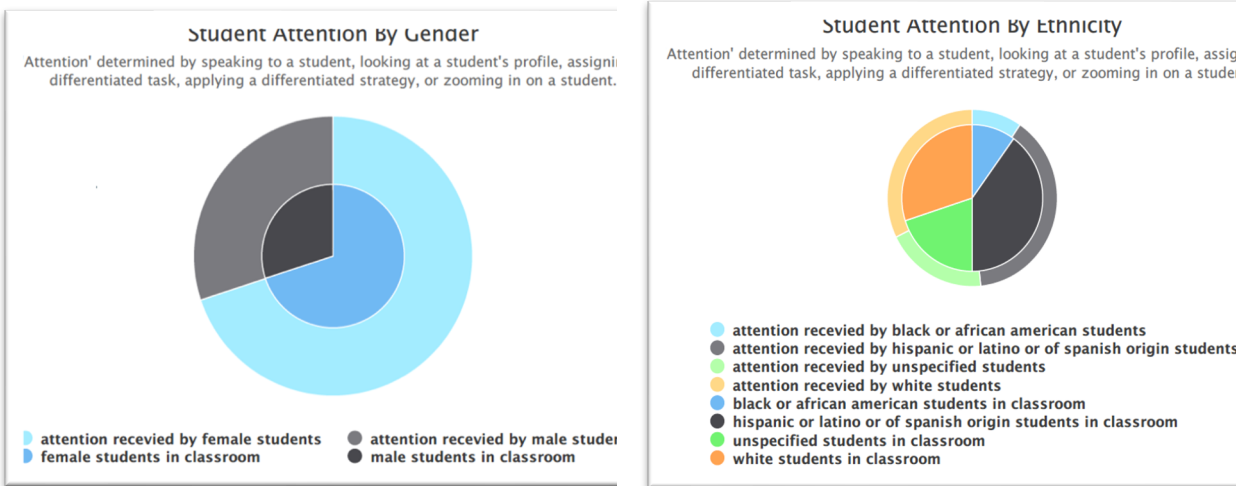 Student Attention By Gender
Attention' determined by speaking to a student, looking at a student's profile,
differentiated task, applying a differentiated strategy, or zooming in on a student.
attention recevied by female students
attention recevied by male
female students in classroom
male students in classroom
Student Attention By Ethnicity
Attention' determined by speaking to a student, looking at a student's profile,
differentiated task, applying a differentiated strategy, or zooming in on a
attention recevied by black or african american students
attention recevied by hispanic or latino or of spanish origin students
attention recevied by unspecified students
attention recevied by white students
black or african american students in classroom
hispanic or latino or of spanish origin students in classroom
unspecified students in classroom
white students in classroom